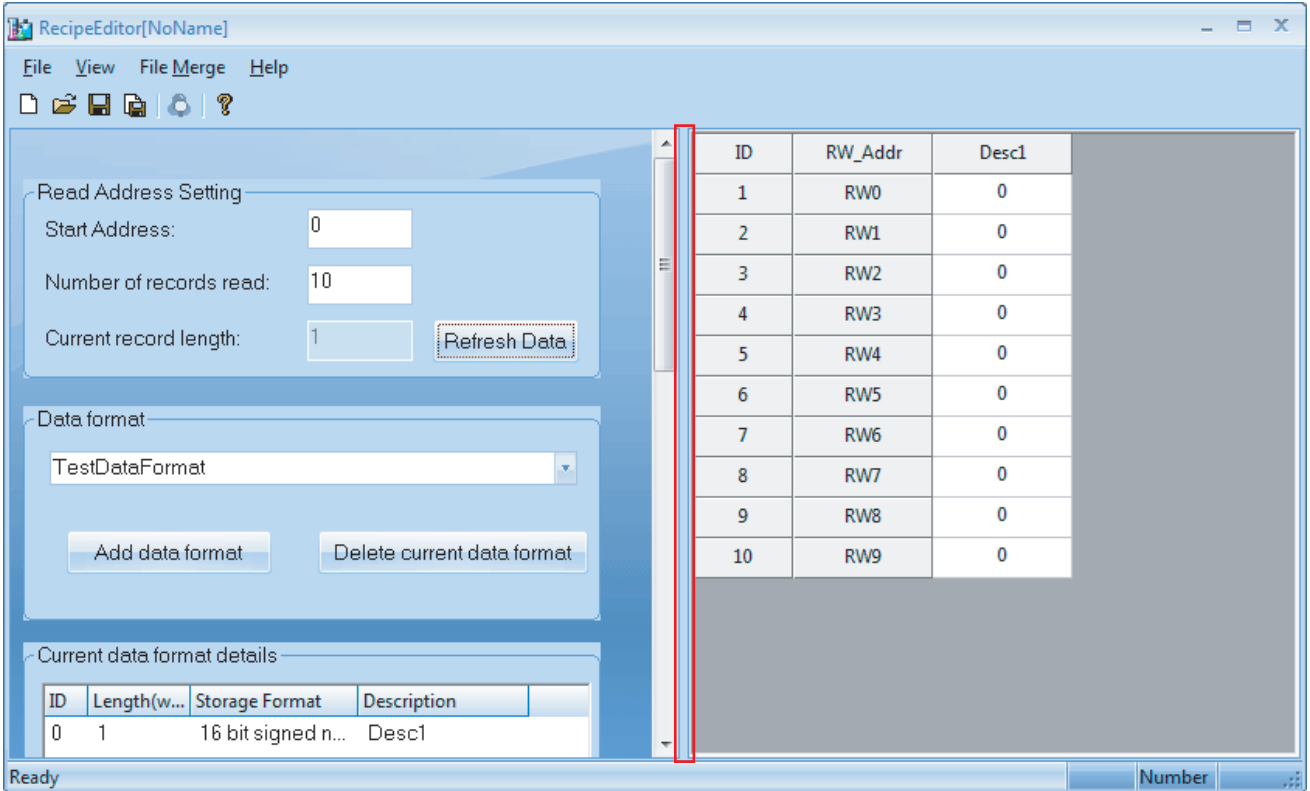 RecipeEditor[NoName]
File View File Merge Help
Read Address Setting
Start Address: 0
Number of records read: 10
Current record length: 1 Refresh Data
Data format
TestDataFormat
Add data format Delete current data format
Current data format details
ID Length(w... Storage Format Description
0 1 16 bit signed n... Desc1
ID RW_Addr Desc1
1 RW0 0
2 RW1 0
3 RW2 0
4 RW3 0
5 RW4 0
6 RW5 0
7 RW6 0
8 RW7 0
9 RW8 0
10 RW9 0
Ready Number